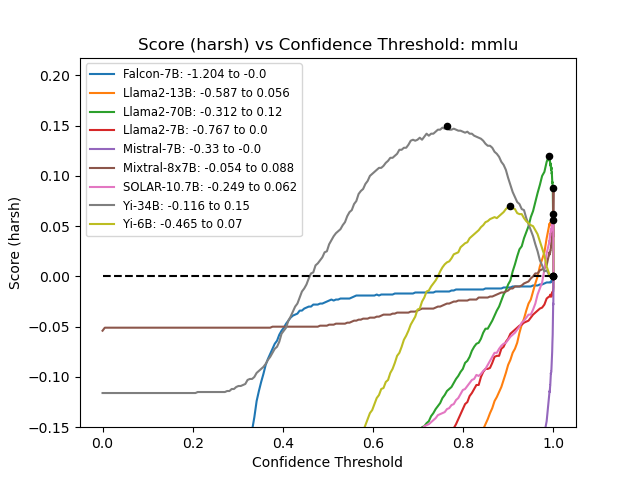 Score (harsh) vs Confidence Threshold: mmlu
Falcon-7B: -1.204 to -0.0
Llama2-13B: -0.587 to 0.056
Llama2-70B: -0.312 to 0.12
Llama2-7B: -0.767 to 0.0
Mistral-7B: -0.33 to -0.0
Mixtral-8x7B: -0.054 to 0.088
SOLAR-10.7B: -0.249 to 0.062
Yi-34B: -0.116 to 0.15
Yi-6B: -0.465 to 0.07
Score (harsh)
0.20
0.15
0.10
0.05
0.00
−0.05
−0.10
−0.15
0.0 0.2 0.4 0.6 0.8 1.0
Confidence Threshold